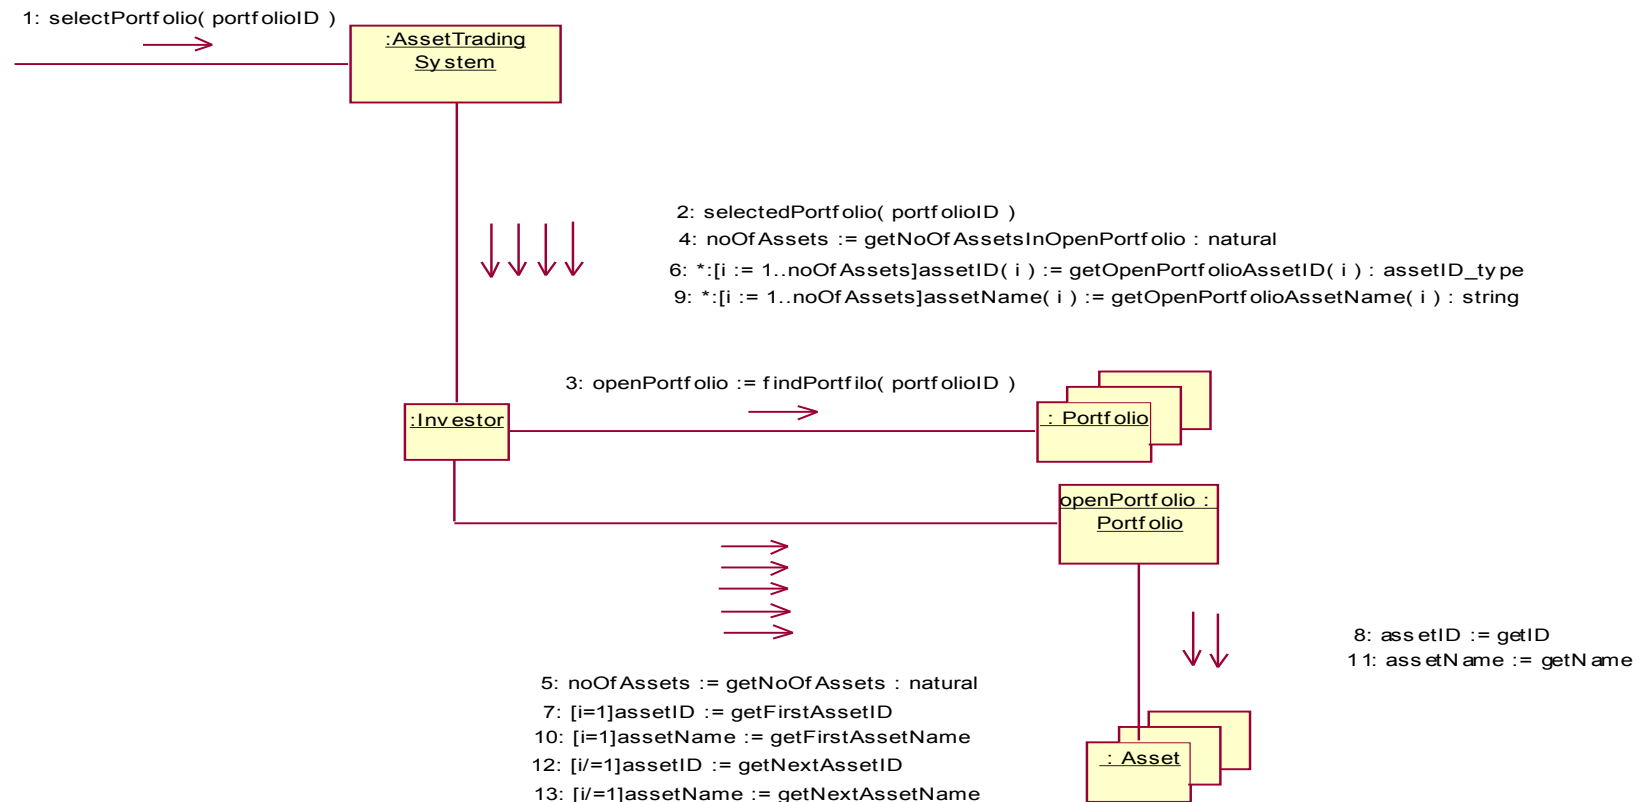 1: selectPortfolio( portfolioID )
:AssetTrading
System
2: selectedPortfolio( portfolioID )
4: noOfAssets := getNoOfAssetsInOpenPortfolio : natural
6: *:[i := 1..noOfAssets]assetID( i ) := getOpenPortfolioAssetID( i ) : assetID_type
9: *:[i := 1..noOfAssets]assetName( i ) := getOpenPortfolioAssetName( i ) : string
3: openPortfolio := findPortfilo( portfolioID )
:Investor
: Portfolio
openPortfolio :
Portfolio
8: assetID := getID
11: assetName := getName
5: noOfAssets := getNoOfAssets : natural
7: [i=1]assetID := getFirstAssetID
10: [i=1]assetName := getFirstAssetName
12: [i/=1]assetID := getNextAssetID
13: [i/=1]assetName := getNextAssetName
: Asset